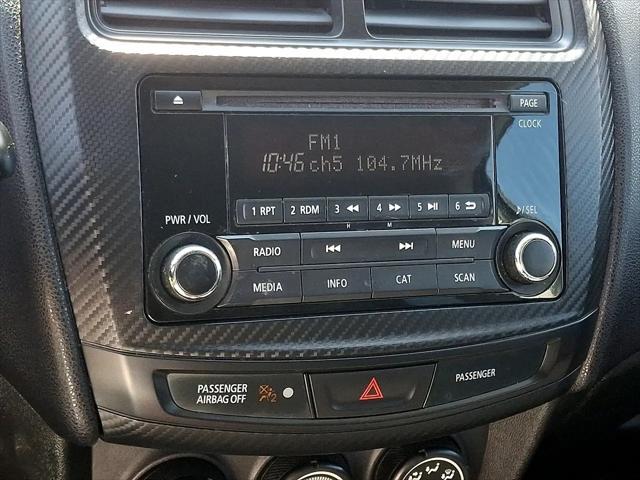 PAGE
CLOCK
FM1
10:46 ch5 104.7MHz
1 RPT 2 RDM 3 4 5 6
H M
PWR / VOL
♪/SEL
RADIO MENU
MEDIA INFO CAT SCAN
PASSENGER
AIRBAG OFF
2
PASSENGER